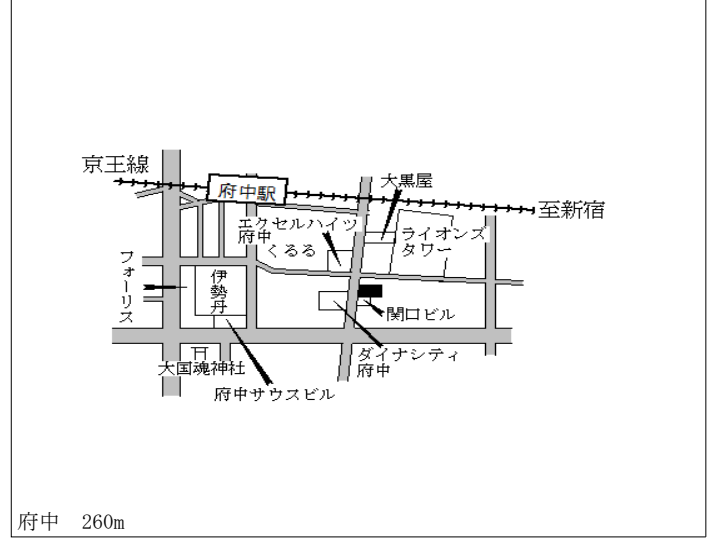 京王線
府中駅
大黒屋
至新宿
エクセルハイツ
府中
ライオンズ
タワー
くるる
フォーリス
伊勢丹
関口ビル
ダイナシティ
府中
大国魂神社
府中サウスビル
府中　260m